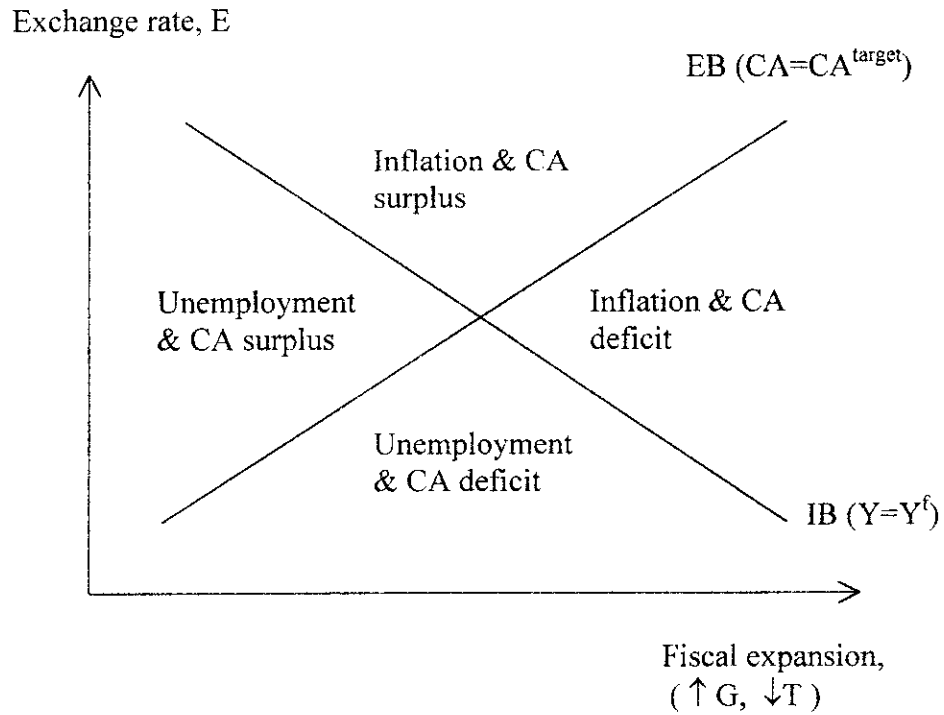 Exchange rate, E
EB (CA=CA^target)
Inflation & CA
surplus
Unemployment
& CA surplus
Inflation & CA
deficit
Unemployment
& CA deficit
IB (Y=Y^f)
Fiscal expansion,
( ↑ G, ↓T )